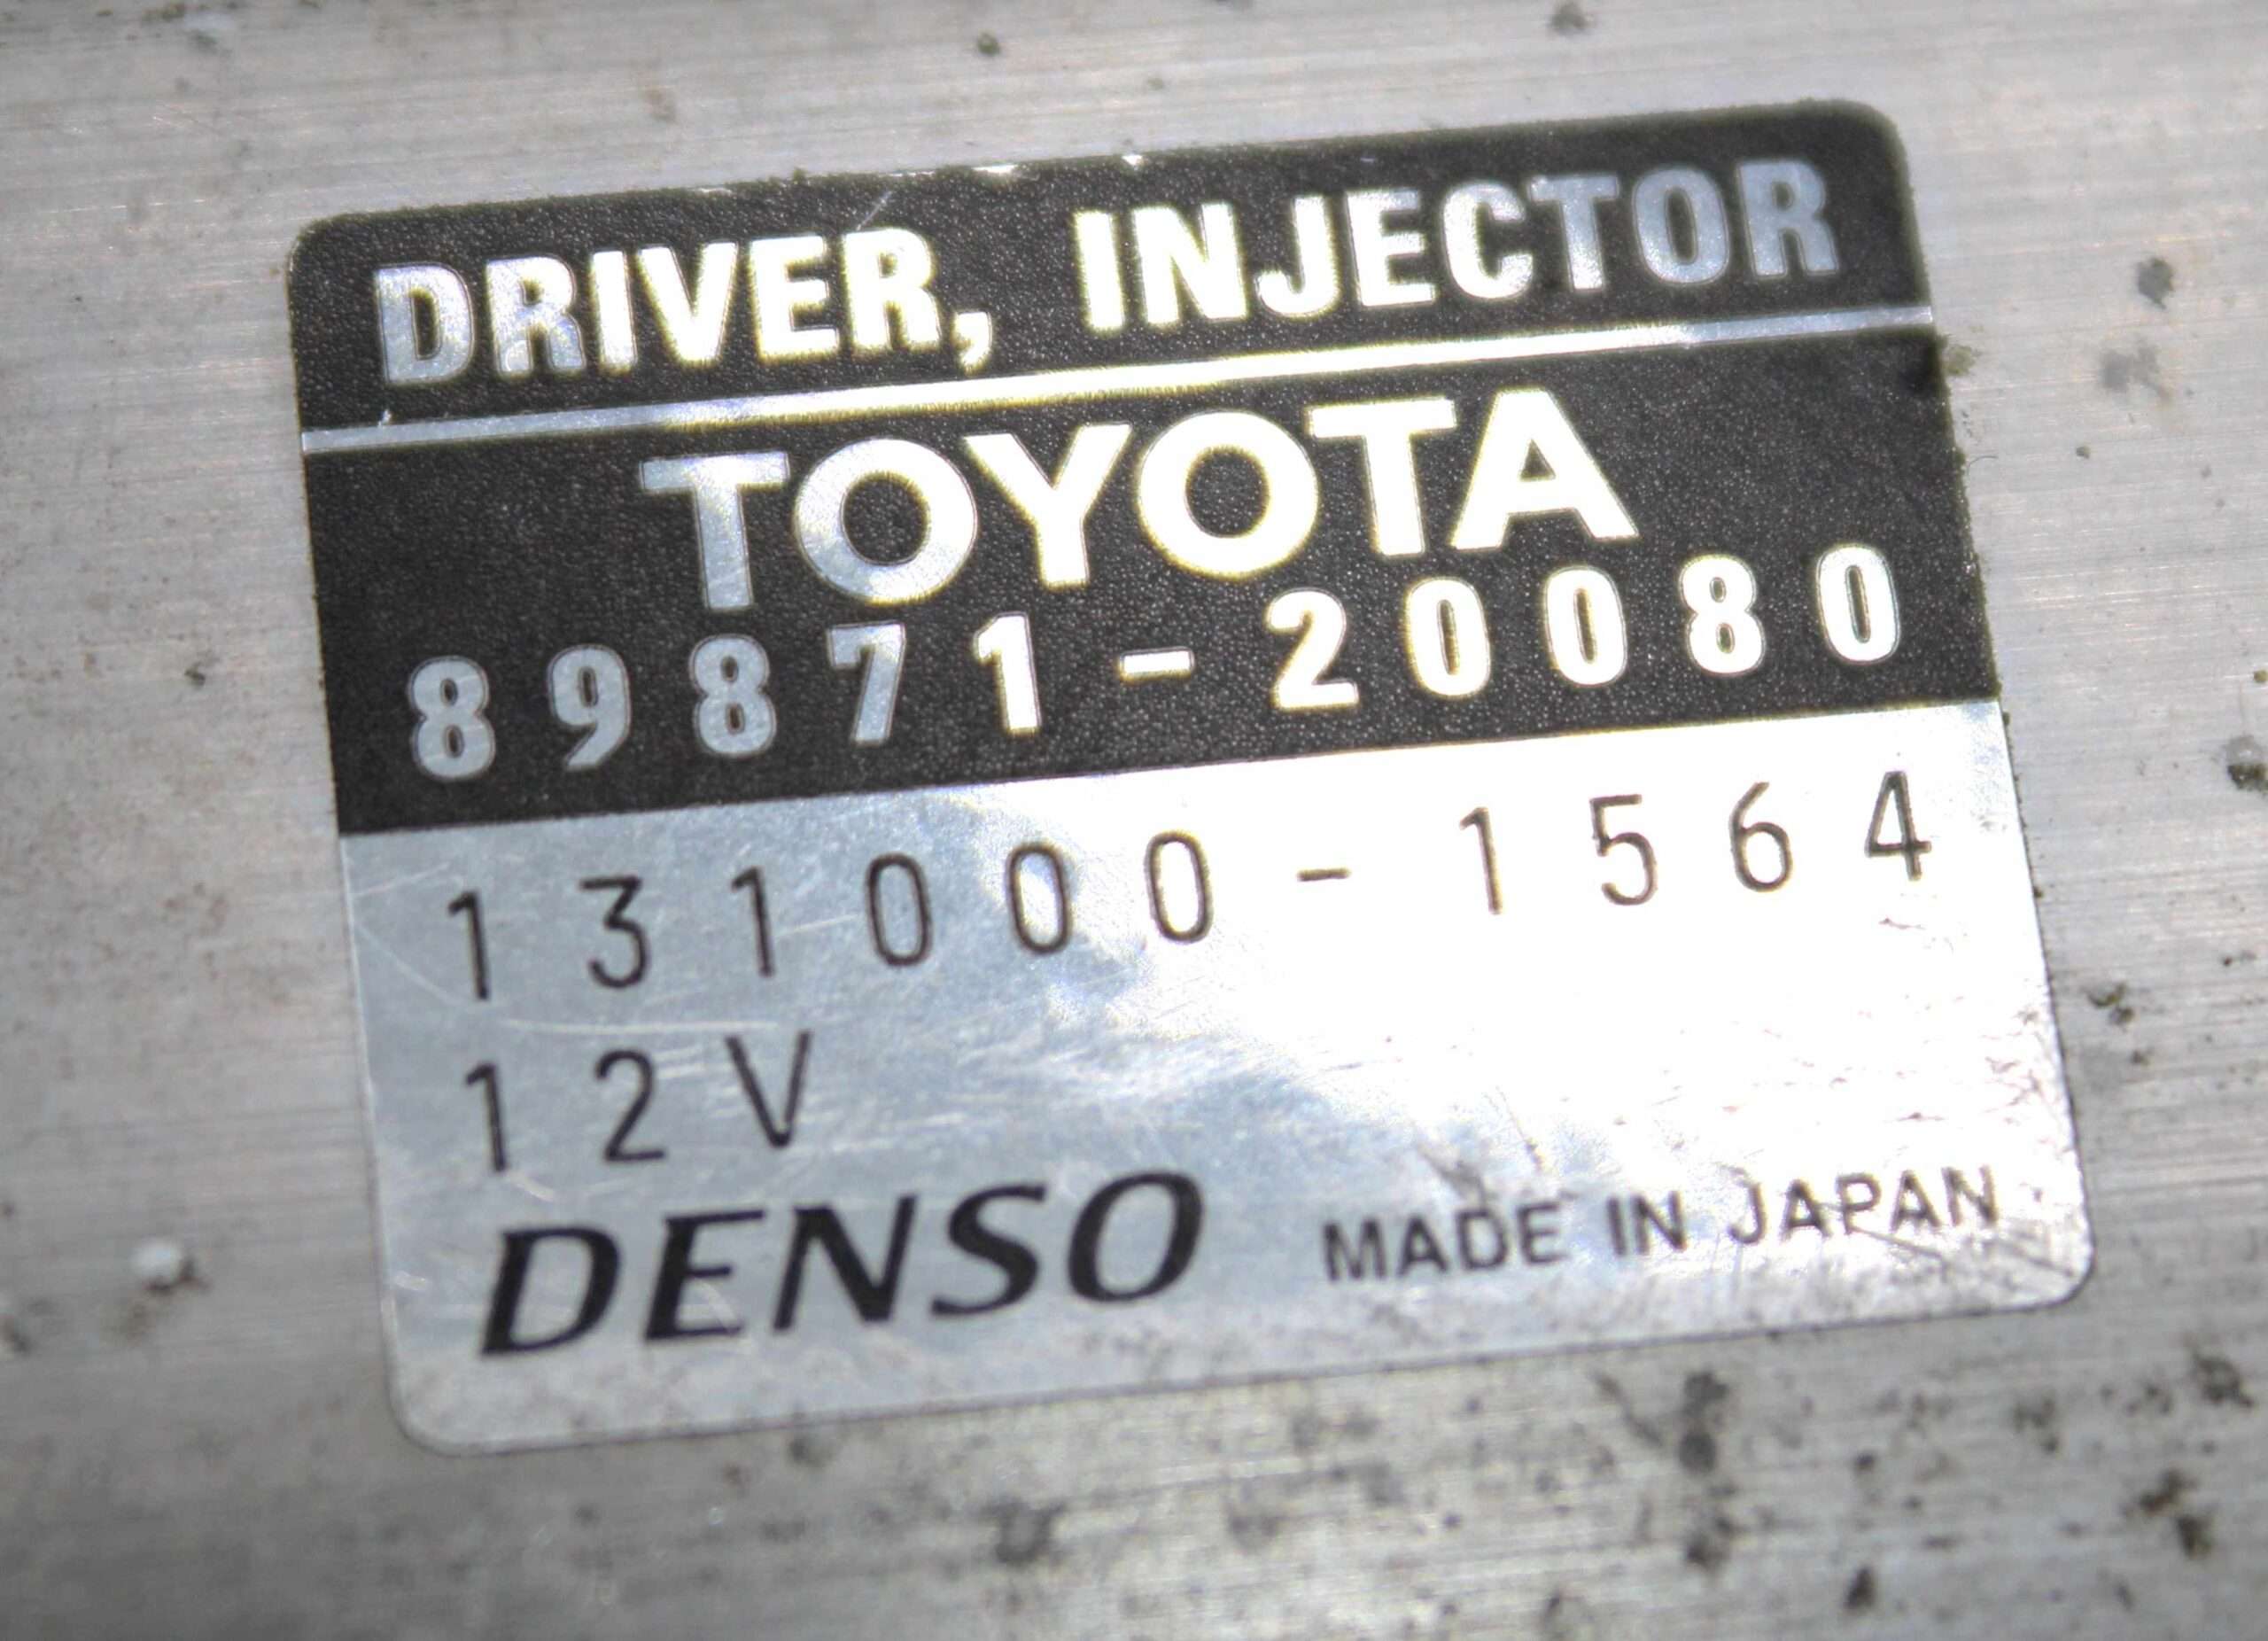 DRIVER, INJECTOR
TOYOTA
89871-20080
131000-1564
12V
DENSO MADE IN JAPAN